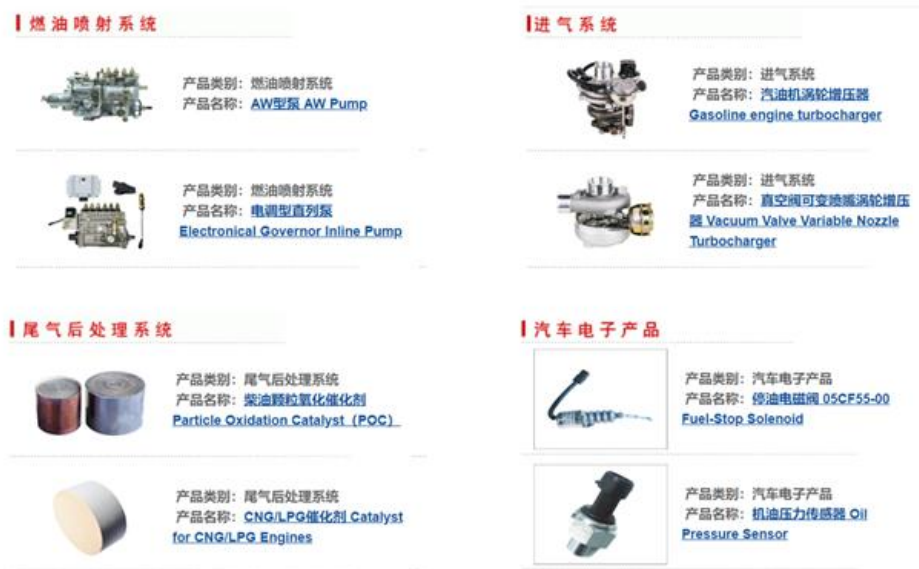 燃油喷射系统
产品类别：燃油喷射系统
产品名称：AW型泵 AW Pump
产品类别：燃油喷射系统
产品名称：电调型直列泵
Electronical Governor Inline Pump
进气系统
产品类别：进气系统
产品名称：汽油机涡轮增压器
Gasoline engine turbocharger
产品类别：进气系统
产品名称：真空阀可变喷嘴涡轮增压
器 Vacuum Valve Variable Nozzle
Turbocharger
尾气后处理系统
产品类别：尾气后处理系统
产品名称：柴油颗粒氧化催化剂
Particle Oxidation Catalyst（POC）
产品类别：尾气后处理系统
产品名称：CNG/LPG催化剂 Catalyst
for CNG/LPG Engines
汽车电子产品
产品类别：汽车电子产品
产品名称：停油电磁阀 05CF55-00
Fuel-Stop Solenoid
产品类别：汽车电子产品
产品名称：机油压力传感器 Oil
Pressure Sensor